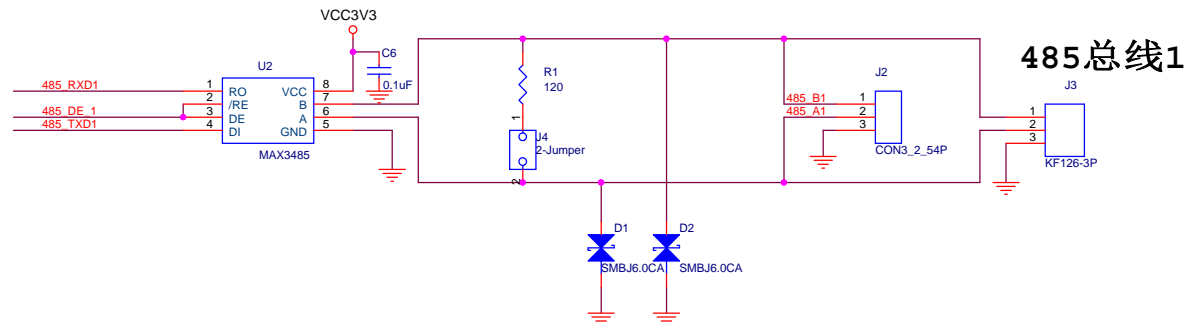 VCC3V3
485总线1
C6
0.1uF
U2
485_RXD1
1
RO
VCC
8
2
/RE
B
7
485_DE_1
3
DE
A
6
485_TXD1
4
DI
GND
5
MAX3485
R1
120
1
J4
2-Jumper
2
J2
485_B1
1
485_A1
2
3
CON3_2_54P
J3
1
2
3
KF126-3P
D1
SMBJ6.0CA
D2
SMBJ6.0CA